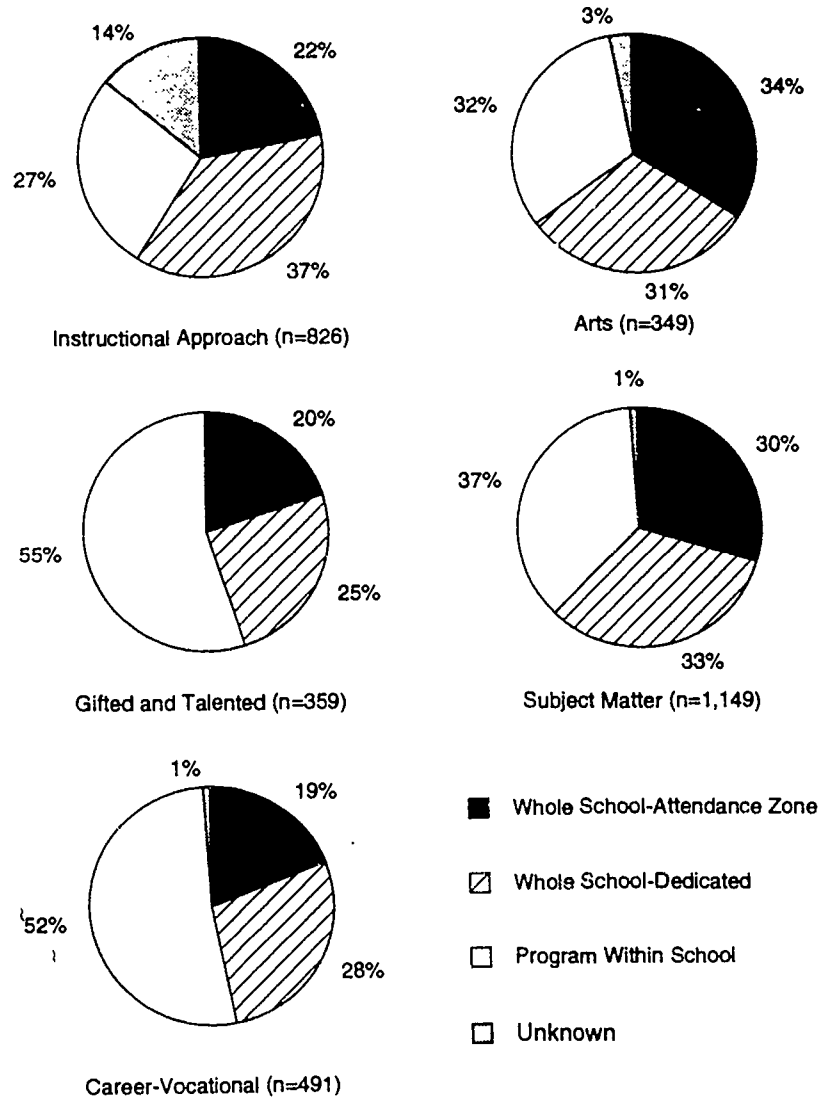 14%
22%
27%
37%
Instructional Approach (n=826)
3%
34%
32%
31%
Arts (n=349)
20%
55%
25%
Gifted and Talented (n=359)
1%
30%
37%
33%
Subject Matter (n=1,149)
1%
19%
52%
28%
Career-Vocational (n=491)
Whole School-Attendance Zone
Whole School-Dedicated
Program Within School
Unknown